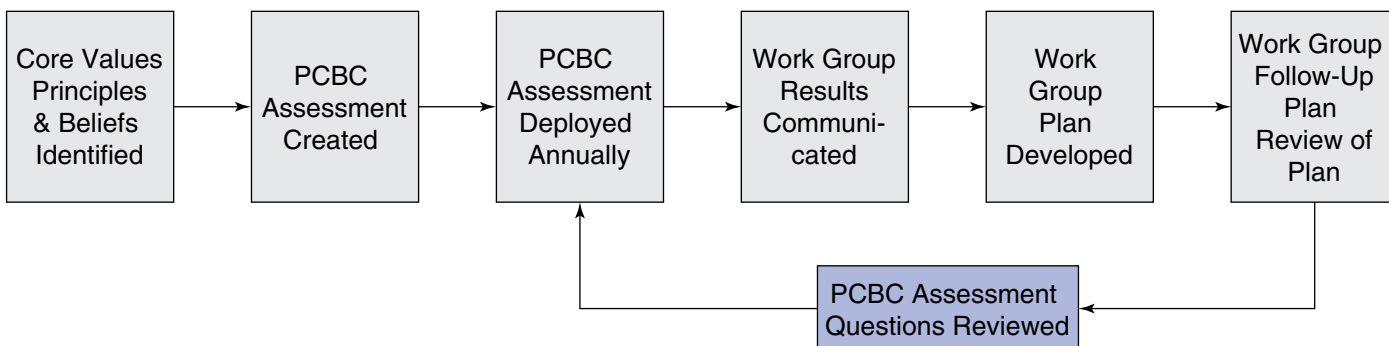 Core Values
Principles
& Beliefs
Identified
PCBC
Assessment
Created
PCBC
Assessment
Deployed
Annually
Work Group
Results
Communi-
cated
Work
Group
Plan
Developed
Work Group
Follow-Up
Plan
Review of
Plan
PCBC Assessment
Questions Reviewed